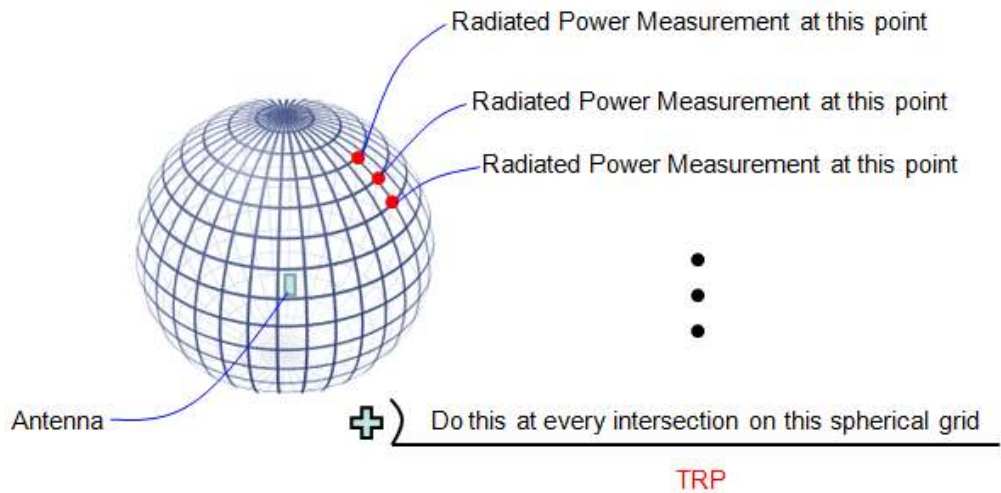 Radiated Power Measurement at this point
Radiated Power Measurement at this point
Radiated Power Measurement at this point
Antenna
Do this at every intersection on this spherical grid
TRP